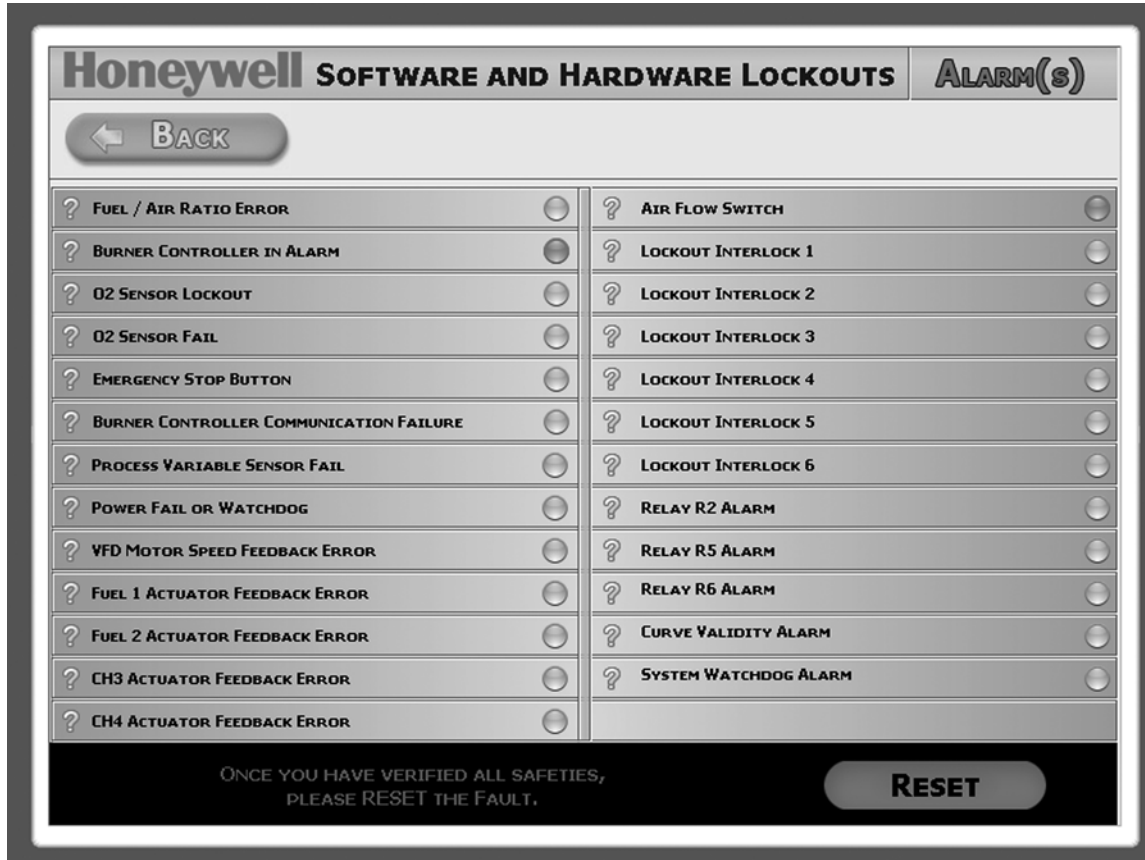 Honeywell SOFTWARE AND HARDWARE LOCKOUTS ALARM(S)
BACK
? FUEL / AIR RATIO ERROR
? BURNER CONTROLLER IN ALARM
? O2 SENSOR LOCKOUT
? O2 SENSOR FAIL
? EMERGENCY STOP BUTTON
? BURNER CONTROLLER COMMUNICATION FAILURE
? PROCESS VARIABLE SENSOR FAIL
? POWER FAIL OR WATCHDOG
? VFD MOTOR SPEED FEEDBACK ERROR
? FUEL 1 ACTUATOR FEEDBACK ERROR
? FUEL 2 ACTUATOR FEEDBACK ERROR
? CH3 ACTUATOR FEEDBACK ERROR
? CH4 ACTUATOR FEEDBACK ERROR
? AIR FLOW SWITCH
? LOCKOUT INTERLOCK 1
? LOCKOUT INTERLOCK 2
? LOCKOUT INTERLOCK 3
? LOCKOUT INTERLOCK 4
? LOCKOUT INTERLOCK 5
? LOCKOUT INTERLOCK 6
? RELAY R2 ALARM
? RELAY R5 ALARM
? RELAY R6 ALARM
? CURVE VALIDITY ALARM
? SYSTEM WATCHDOG ALARM
ONCE YOU HAVE VERIFIED ALL SAFETIES,
PLEASE RESET THE FAULT.
RESET